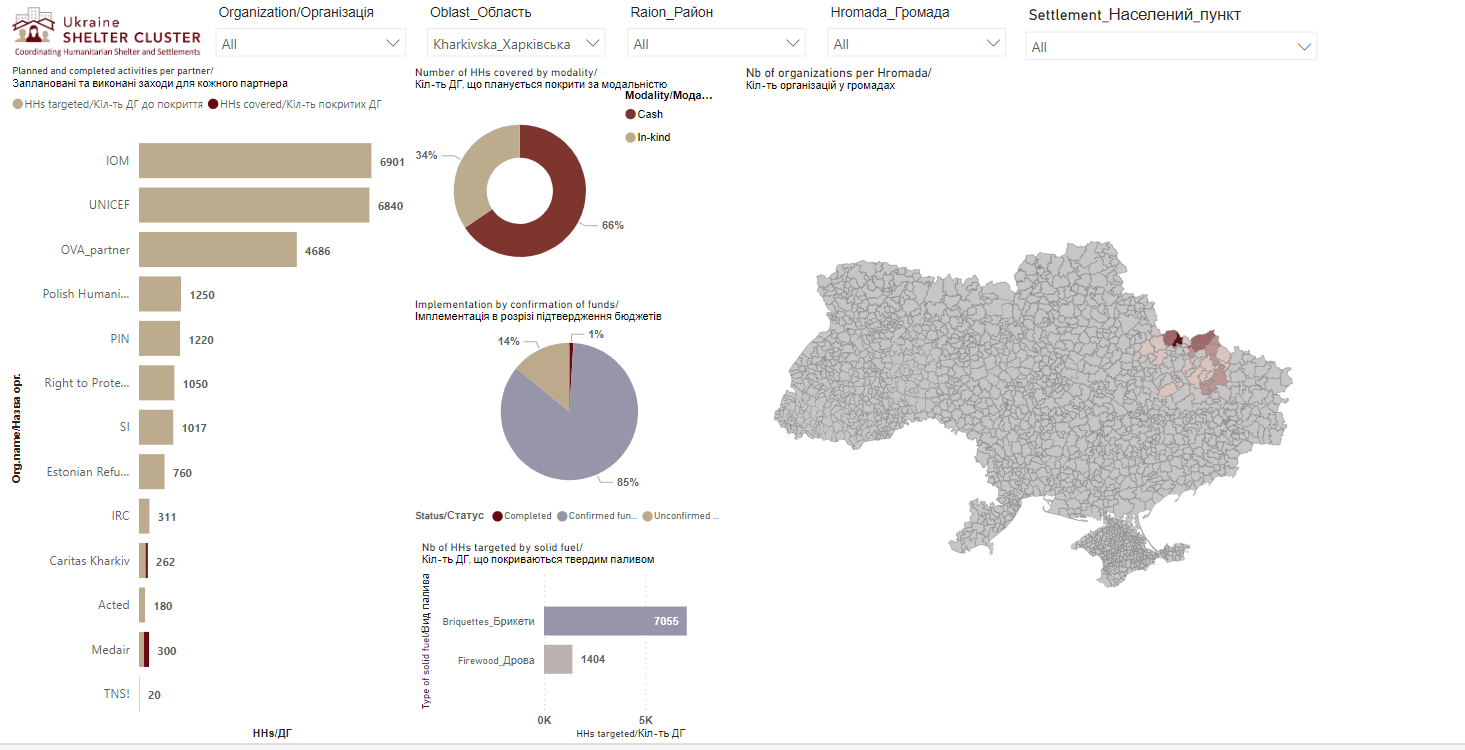 Ukraine
SHELTER CLUSTER
Coordinating Humanitarian Shelter and Settlements
Organization/Організація
All
Oblast_Область
Kharkivska_Харківська
Raion_Район
All
Hromada_Громада
All
Settlement_Населений_пункт
All
Planned and completed activities per partner/
Заплановані та виконані заходи для кожного партнера
HHs targeted/Кіл-ть ДГ до покриття
HHs covered/Кіл-ть покритих ДГ
Org.name/Назва орг.
IOM
6901
UNICEF
6840
OVA_partner
4686
Polish Humani...
1250
PIN
1220
Right to Prote...
1050
SI
1017
Estonian Refu...
760
IRC
311
Caritas Kharkiv
262
Acted
180
Medair
300
TNS!
20
HHs/ДГ
Number of HHs covered by modality/
Кіл-ть ДГ, що планується покрити за модальністю
Modality/Мода...
Cash
In-kind
34%
66%
Implementation by confirmation of funds/
Імплементація в розрізі підтвердження бюджетів
1%
14%
85%
Status/Статус
Completed
Confirmed fun...
Unconfirmed ...
Nb of HHs targeted by solid fuel/
Кіл-ть ДГ, що покриваються твердим паливом
Type of solid fuel/Вид палива
Briquettes_Брикети
7055
Firewood_Дрова
1404
0K
5K
HHs targeted/Кіл-ть ДГ
Nb of organizations per Hromada/
Кіл-ть організацій у громадах